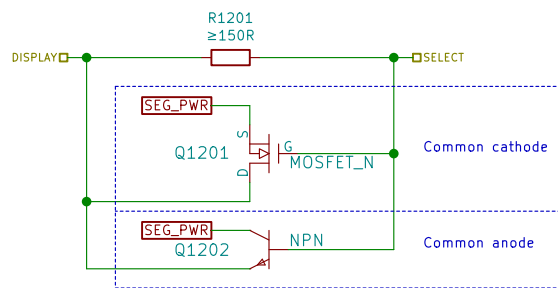 R1201
≥150R
DISPLAY
SELECT
SEG_PWR
S
G
Q1201
MOSFET_N
D
Common cathode
SEG_PWR
Q1202
NPN
Common anode